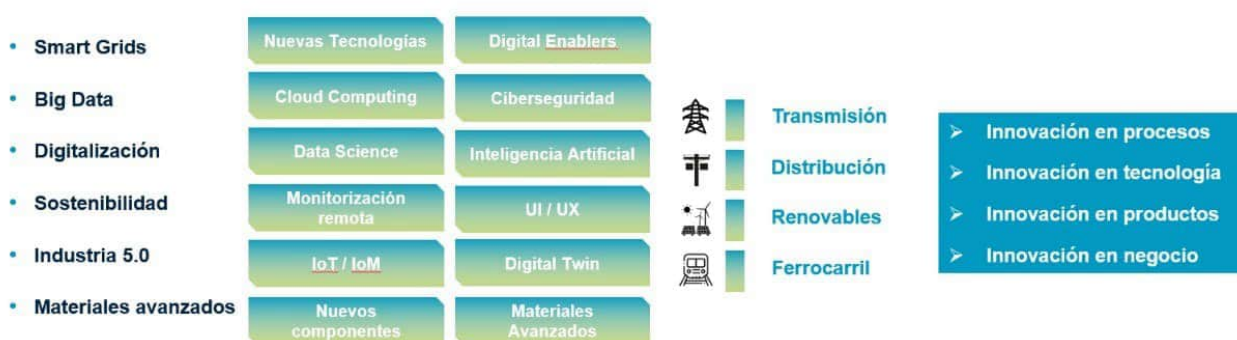 Smart Grids
Big Data
Digitalización
Sostenibilidad
Industria 5.0
Materiales avanzados
Nuevas Tecnologías
Digital Enablers
Cloud Computing
Ciberseguridad
Data Science
Inteligencia Artificial
Monitorización
remota
UI / UX
IoT / IoM
Digital Twin
Nuevos
componentes
Materiales
Avanzados
Transmisión
Distribución
Renovables
Ferrocarril
Innovación en procesos
Innovación en tecnología
Innovación en productos
Innovación en negocio